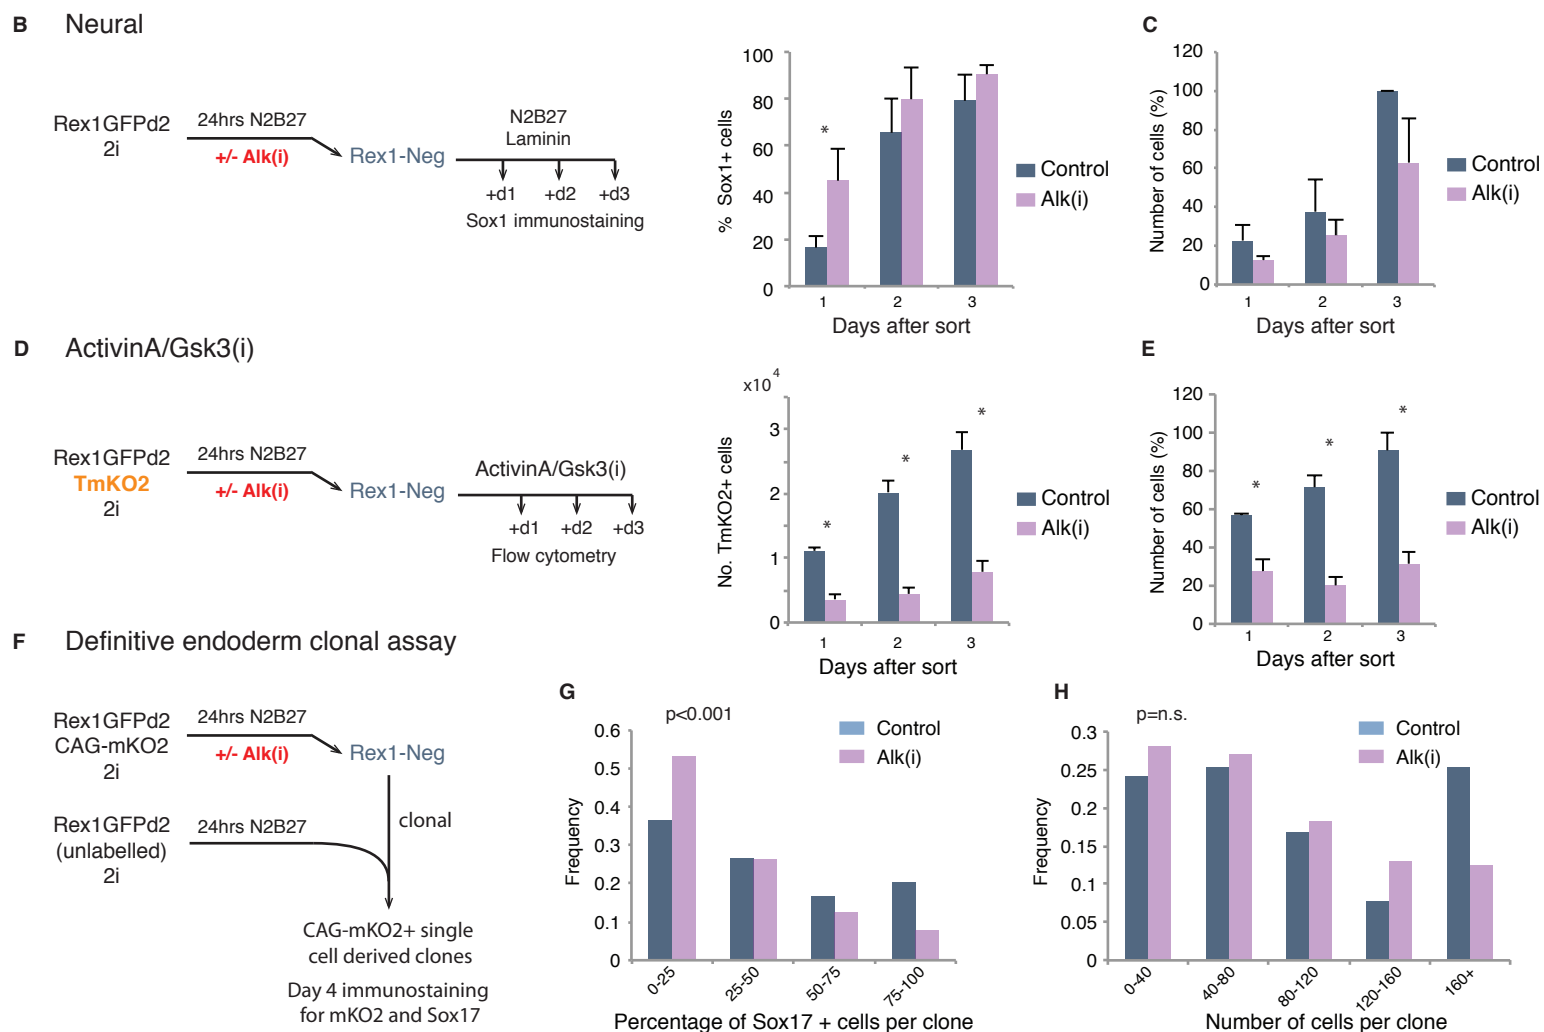 B Neural
Rex1GFPd2
2i
24hrs N2B27
+/- Alk(i)
Rex1-Neg
N2B27
Laminin
+d1 +d2 +d3
Sox1 immunostaining
% Sox1+ cells
100
80
60
40
20
0
*
1 2 3
Days after sort
Control
Alk(i)
C
Number of cells (%)
120
100
80
60
40
20
0
1 2 3
Days after sort
Control
Alk(i)
D ActivinA/Gsk3(i)
Rex1GFPd2
TmKO2
2i
24hrs N2B27
+/- Alk(i)
Rex1-Neg
ActivinA/Gsk3(i)
+d1 +d2 +d3
Flow cytometry
x10 4
No. TmKO2+ cells
3
2
1
0
* * *
1 2 3
Days after sort
Control
Alk(i)
E
Number of cells (%)
120
100
80
60
40
20
0
* * *
1 2 3
Days after sort
Control
Alk(i)
F Definitive endoderm clonal assay
Rex1GFPd2
CAG-mKO2
2i
24hrs N2B27
+/- Alk(i)
Rex1-Neg
Rex1GFPd2
(unlabelled)
2i
24hrs N2B27
clonal
CAG-mKO2+ single
cell derived clones
Day 4 immunostaining
for mKO2 and Sox17
G
p<0.001
Control
Alk(i)
Frequency
0.6
0.5
0.4
0.3
0.2
0.1
0
0-25 25-50 50-75 75-100
Percentage of Sox17 + cells per clone
H
p=n.s.
Control
Alk(i)
Frequency
0.3
0.25
0.2
0.15
0.1
0.05
0
0-40 40-80 80-120 120-160 160+
Number of cells per clone